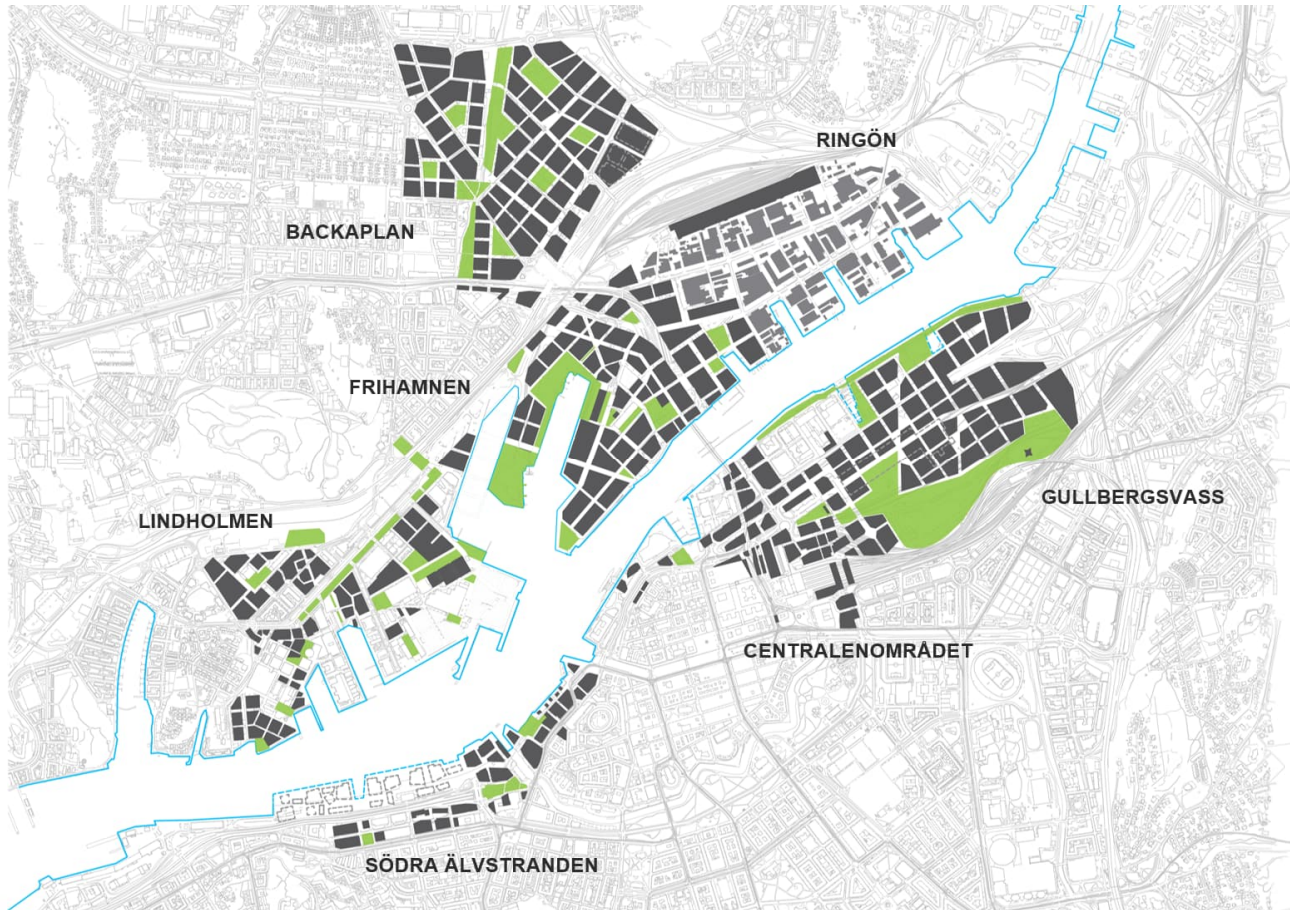 RINGÖN
BACKAPLAN
FRIHAMNEN
GULLBERGSVASS
LINDHOLMEN
CENTRALENOMRÅDET
SÖDRA ÄLVSTRANDEN